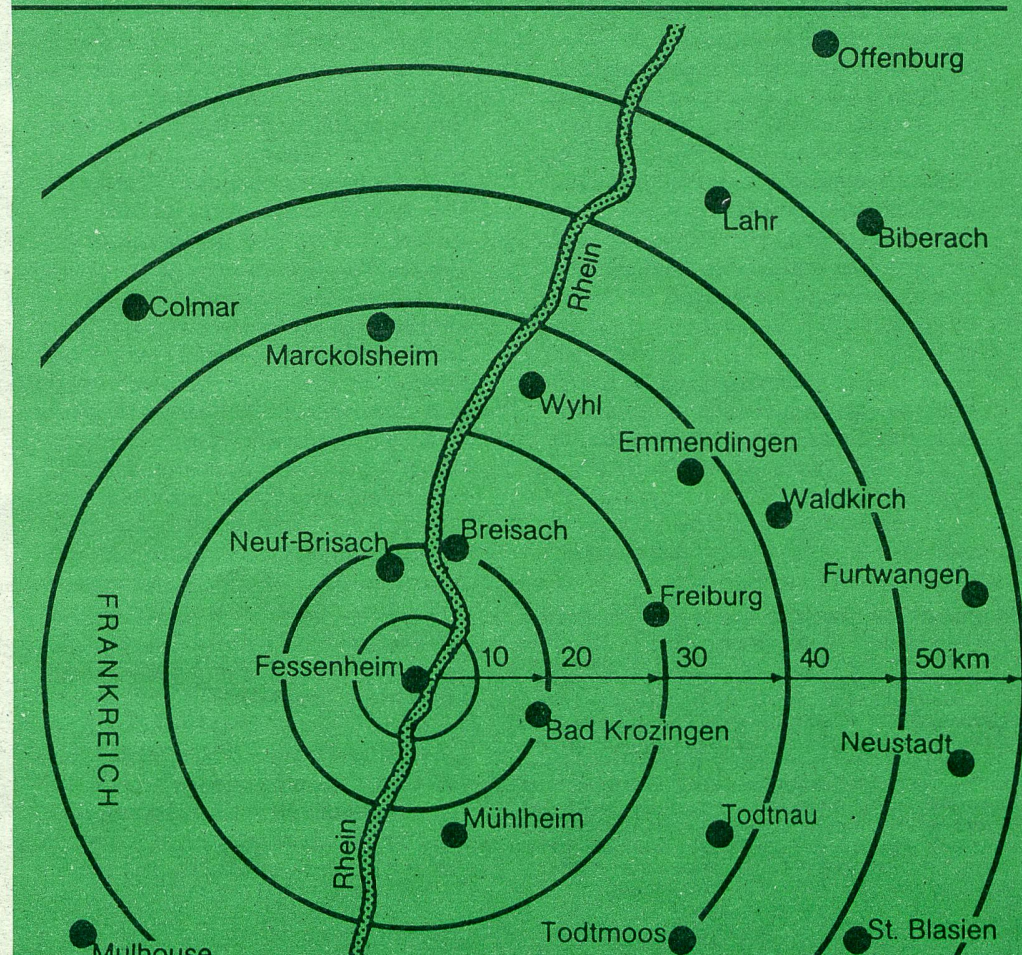 Offenburg
Lahr
Biberach
Rhein
Colmar
Marckolsheim
Wyhl
Emmendingen
Waldkirch
Neuf-Brisach
Breisach
Furtwangen
Freiburg
FRANKREICH
Fessenheim
10 20 30 40 50 km
Bad Krozingen
Neustadt
Mühlheim
Todtnau
Rhein
Todtmoos
St. Blasien
Mulhouse